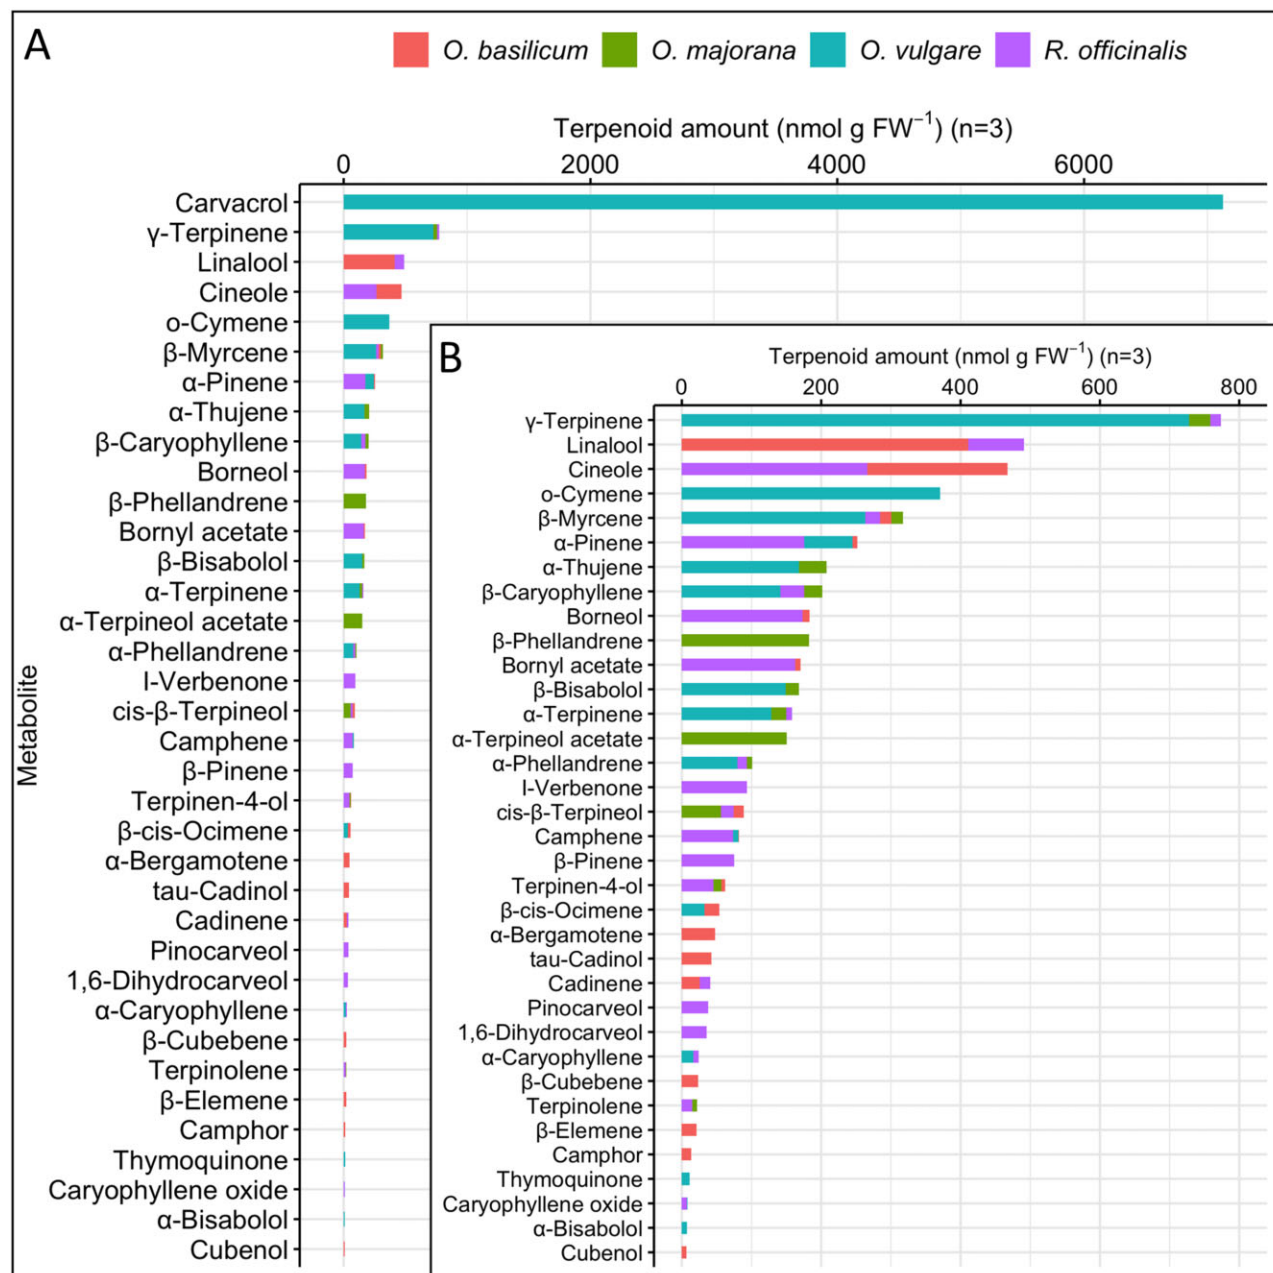 A
O. basilicum O. majorana O. vulgare R. officinalis
Terpenoid amount (nmol g FW⁻¹) (n=3)
0 2000 4000 6000
Metabolite
Carvacrol
γ-Terpinene
Linalool
Cineole
o-Cymene
β-Myrcene
α-Pinene
α-Thujene
β-Caryophyllene
Borneol
β-Phellandrene
Bornyl acetate
β-Bisabolol
α-Terpinene
α-Terpineol acetate
α-Phellandrene
l-Verbenone
cis-β-Terpineol
Camphene
β-Pinene
Terpinen-4-ol
β-cis-Ocimene
α-Bergamotene
tau-Cadinol
Cadinene
Pinocarveol
1,6-Dihydrocarveol
α-Caryophyllene
β-Cubebene
Terpinolene
β-Elemene
Camphor
Thymoquinone
Caryophyllene oxide
α-Bisabolol
Cubenol
B
Terpenoid amount (nmol g FW⁻¹) (n=3)
0 200 400 600 800
γ-Terpinene
Linalool
Cineole
o-Cymene
β-Myrcene
α-Pinene
α-Thujene
β-Caryophyllene
Borneol
β-Phellandrene
Bornyl acetate
β-Bisabolol
α-Terpinene
α-Terpineol acetate
α-Phellandrene
l-Verbenone
cis-β-Terpineol
Camphene
β-Pinene
Terpinen-4-ol
β-cis-Ocimene
α-Bergamotene
tau-Cadinol
Cadinene
Pinocarveol
1,6-Dihydrocarveol
α-Caryophyllene
β-Cubebene
Terpinolene
β-Elemene
Camphor
Thymoquinone
Caryophyllene oxide
α-Bisabolol
Cubenol